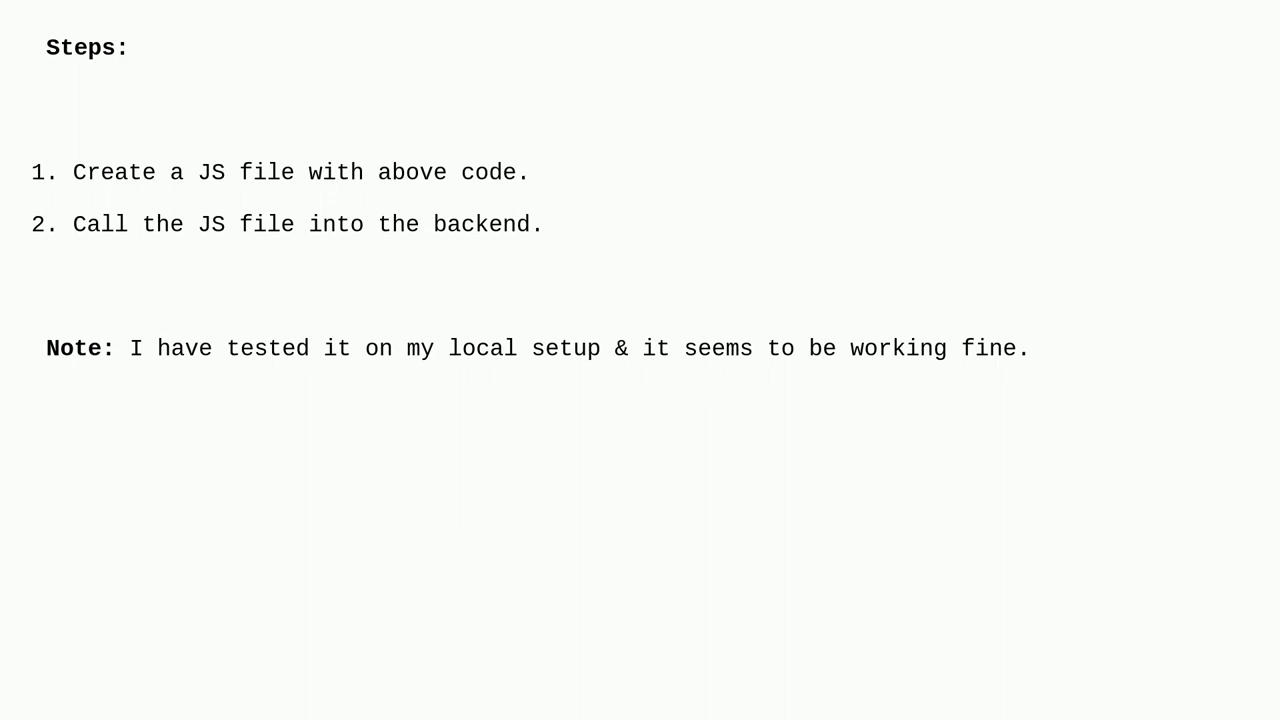 Steps:
1. Create a JS file with above code.
2. Call the JS file into the backend.
Note: I have tested it on my local setup & it seems to be working fine.